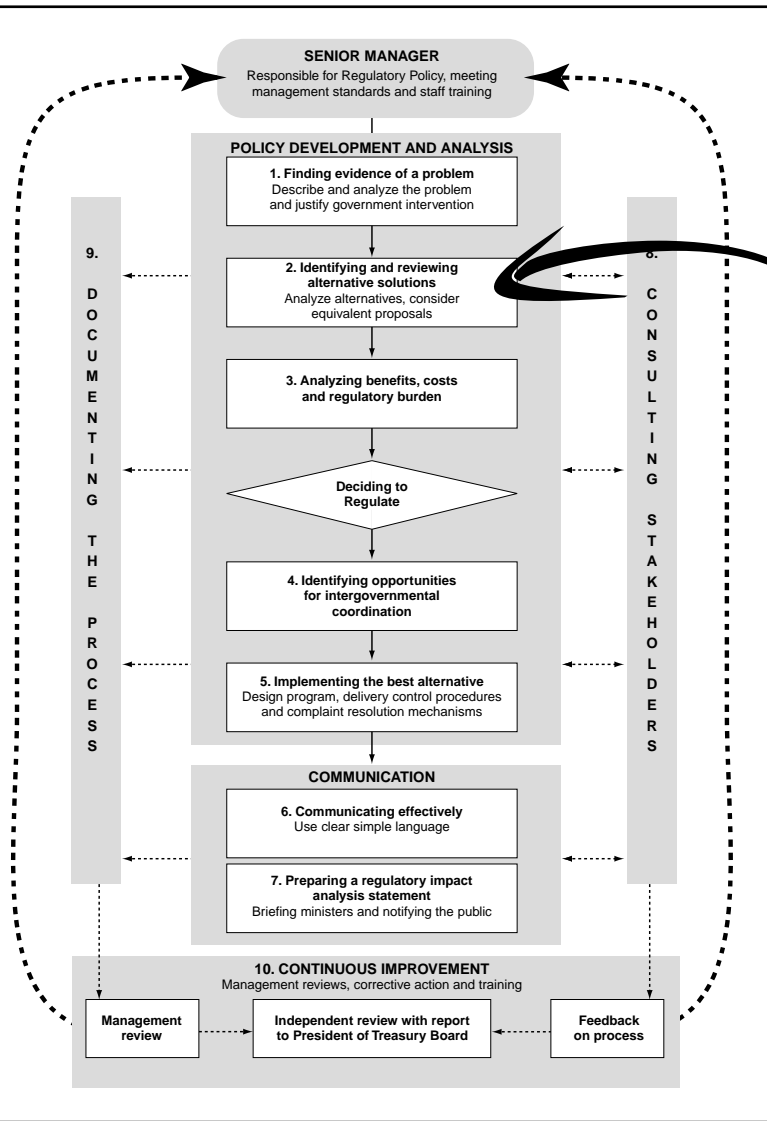 SENIOR MANAGER
Responsible for Regulatory Policy, meeting
management standards and staff training
POLICY DEVELOPMENT AND ANALYSIS
1. Finding evidence of a problem
Describe and analyze the problem
and justify government intervention
2. Identifying and reviewing
alternative solutions
Analyze alternatives, consider
equivalent proposals
3. Analyzing benefits, costs
and regulatory burden
Deciding to
Regulate
4. Identifying opportunities
for intergovernmental
coordination
5. Implementing the best alternative
Design program, delivery control procedures
and complaint resolution mechanisms
9.
DOCUMENTING THE PROCESS
8.
CONSULTING STAKEHOLDERS
COMMUNICATION
6. Communicating effectively
Use clear simple language
7. Preparing a regulatory impact
analysis statement
Briefing ministers and notifying the public
10. CONTINUOUS IMPROVEMENT
Management reviews, corrective action and training
Management
review
Independent review with report
to President of Treasury Board
Feedback
on process